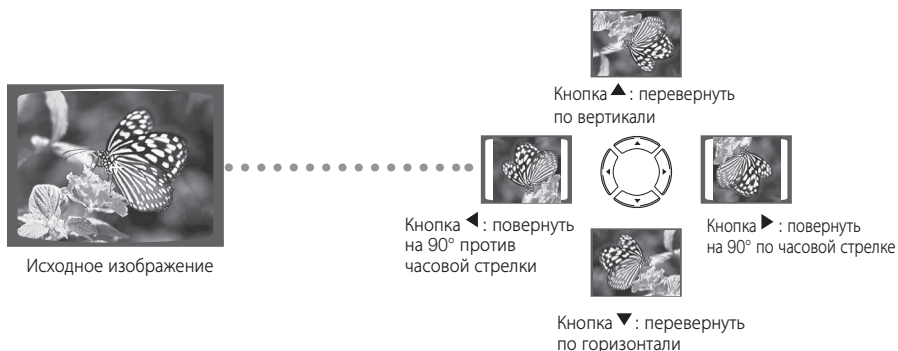 Кнопка ▲ : перевернуть
по вертикали
Кнопка ◄ : повернуть
на 90° против
часовой стрелки
Кнопка ► : повернуть
на 90° по часовой стрелке
Исходное изображение
Кнопка ▼ : перевернуть
по горизонтали